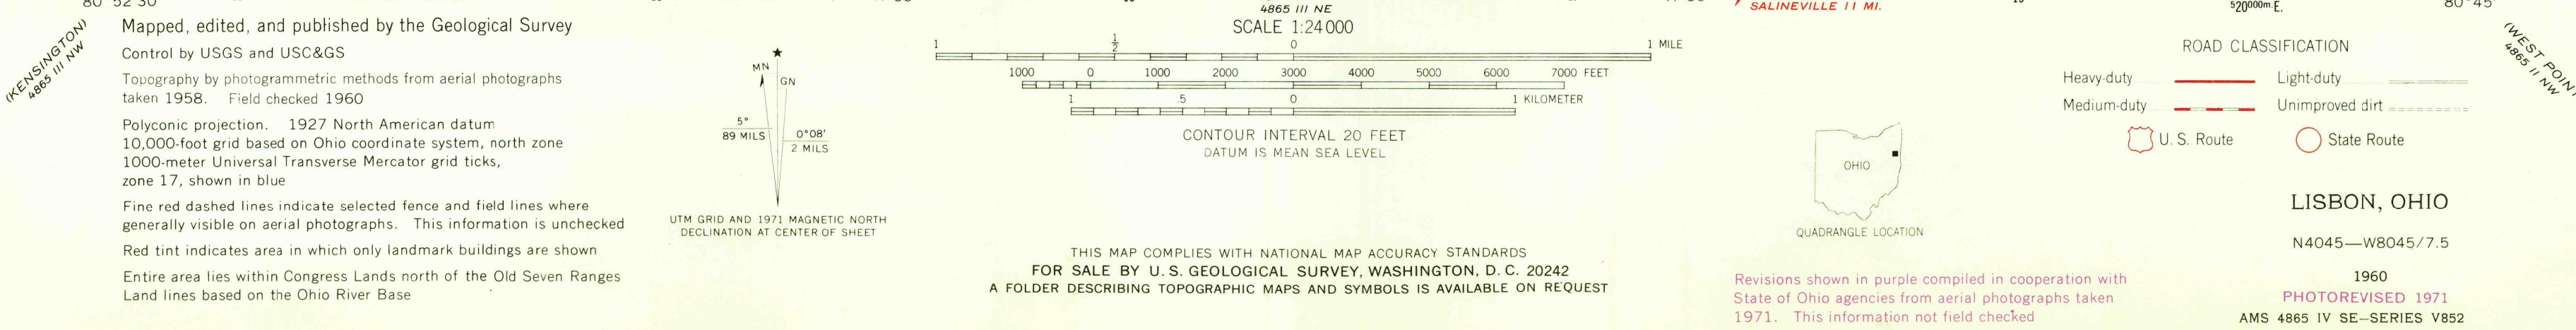 80°52'30"
(KENSINGTON)
4865 III NW
Mapped, edited, and published by the Geological Survey
Control by USGS and USC&GS
Topography by photogrammetric methods from aerial photographs
taken 1958. Field checked 1960
Polyconic projection. 1927 North American datum
10,000-foot grid based on Ohio coordinate system, north zone
1000-meter Universal Transverse Mercator grid ticks,
zone 17, shown in blue
Fine red dashed lines indicate selected fence and field lines where
generally visible on aerial photographs. This information is unchecked
Red tint indicates area in which only landmark buildings are shown
Entire area lies within Congress Lands north of the Old Seven Ranges
Land lines based on the Ohio River Base
MN
GN
5°
89 MILS
0°08'
2 MILS
UTM GRID AND 1971 MAGNETIC NORTH
DECLINATION AT CENTER OF SHEET
4865 III NE
SCALE 1:24000
1 ½ 0 1 MILE
1000 0 1000 2000 3000 4000 5000 6000 7000 FEET
1 .5 0 1 KILOMETER
CONTOUR INTERVAL 20 FEET
DATUM IS MEAN SEA LEVEL
THIS MAP COMPLIES WITH NATIONAL MAP ACCURACY STANDARDS
FOR SALE BY U.S. GEOLOGICAL SURVEY, WASHINGTON, D.C. 20242
A FOLDER DESCRIBING TOPOGRAPHIC MAPS AND SYMBOLS IS AVAILABLE ON REQUEST
SALINEVILLE 11 MI.
OHIO
QUADRANGLE LOCATION
Revisions shown in purple compiled in cooperation with
State of Ohio agencies from aerial photographs taken
1971. This information not field checked
520000m.E.
80°45'
(WEST POINT)
4865 II NW
ROAD CLASSIFICATION
Heavy-duty Light-duty
Medium-duty Unimproved dirt
U.S. Route State Route
LISBON, OHIO
N4045—W8045/7.5
1960
PHOTOREVISED 1971
AMS 4865 IV SE—SERIES V852